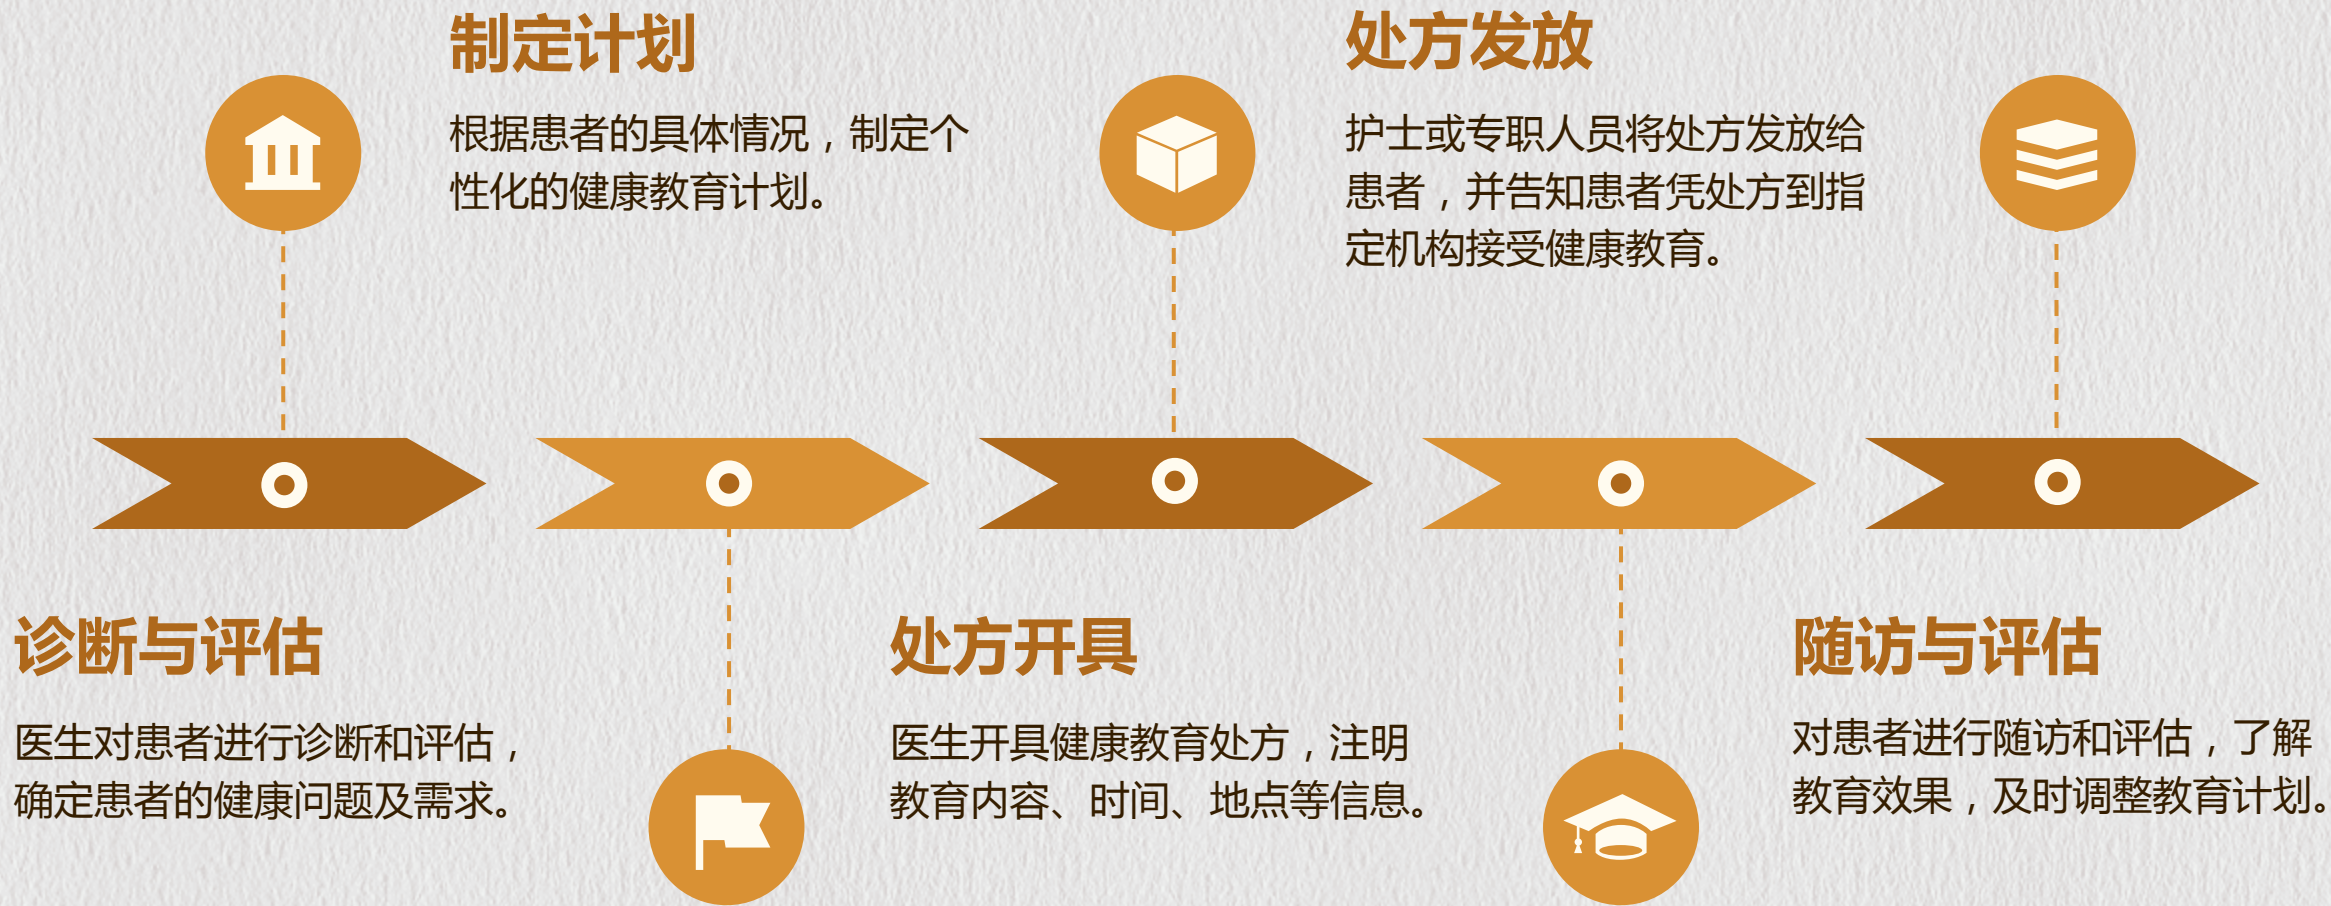 制定计划
根据患者的具体情况，制定个
性化的健康教育计划。
处方发放
护士或专职人员将处方发放给
患者，并告知患者凭处方到指
定机构接受健康教育。
诊断与评估
医生对患者进行诊断和评估，
确定患者的健康问题及需求。
处方开具
医生开具健康教育处方，注明
教育内容、时间、地点等信息。
随访与评估
对患者进行随访和评估，了解
教育效果，及时调整教育计划。